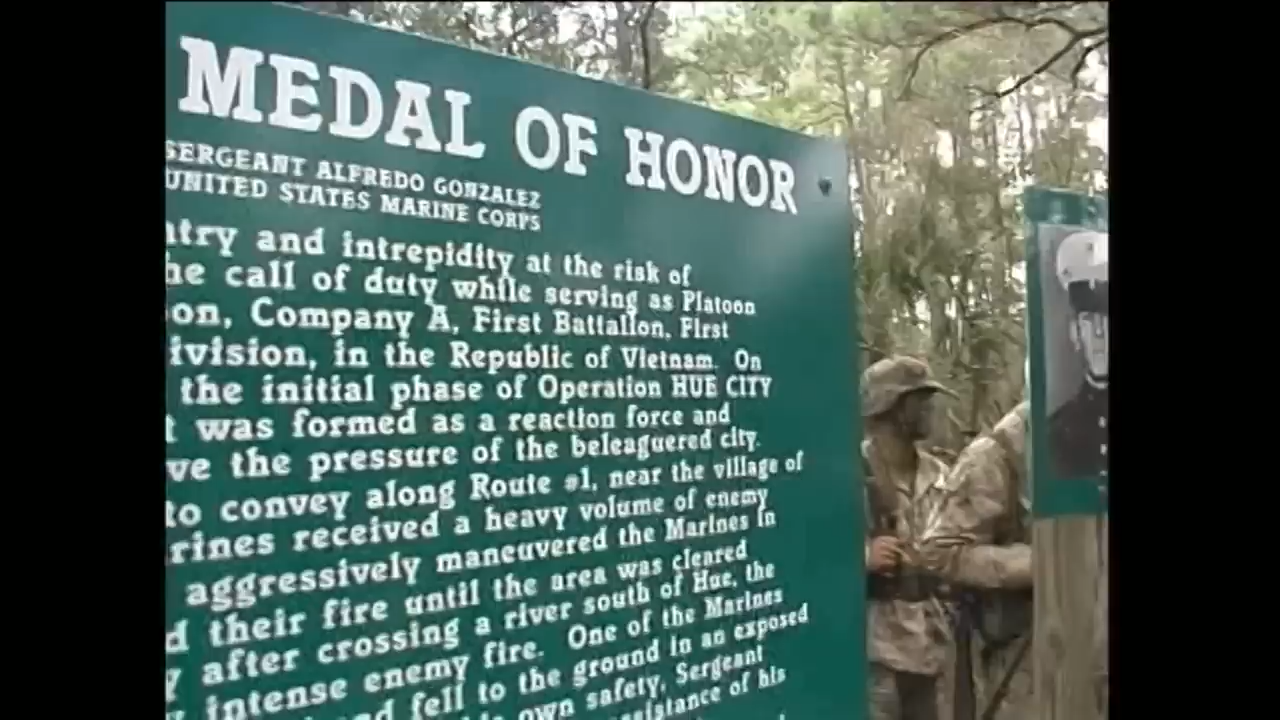 MEDAL OF HONOR
SERGEANT ALFREDO GONZALEZ
UNITED STATES MARINE CORPS
ntry and intrepidity at the risk of
he call of duty while serving as Platoon
on, Company A, First Battalion, First
ivision, in the Republic of Vietnam. On
the initial phase of Operation HUE CITY
t was formed as a reaction force and
ve the pressure of the beleaguered city.
to convey along Route #1, near the village of
rines received a heavy volume of enemy
aggressively maneuvered the Marines in
d their fire until the area was cleared
y after crossing a river south of Hue, the
intense enemy fire. One of the Marines
ed fell to the ground in an exposed
own safety, Sergeant
sistance of his